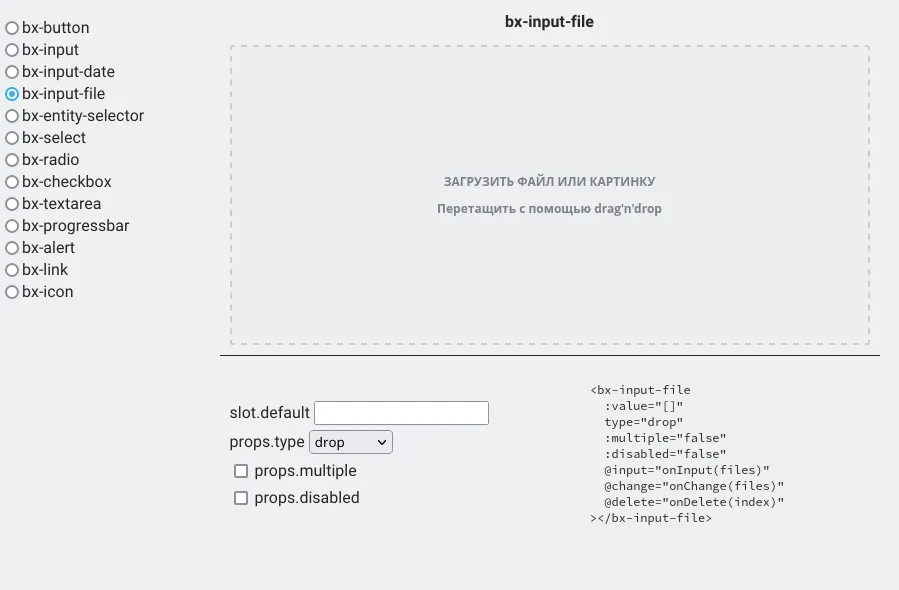 bx-button
bx-input
bx-input-date
bx-input-file
bx-entity-selector
bx-select
bx-radio
bx-checkbox
bx-textarea
bx-progressbar
bx-alert
bx-link
bx-icon
bx-input-file
ЗАГРУЗИТЬ ФАЙЛ ИЛИ КАРТИНКУ
Перетащить с помощью drag'n'drop
slot.default
props.type drop
props.multiple
props.disabled
<bx-input-file
:value="[]"
type="drop"
:multiple="false"
:disabled="false"
@input="onInput(files)"
@change="onChange(files)"
@delete="onDelete(index)"
></bx-input-file>